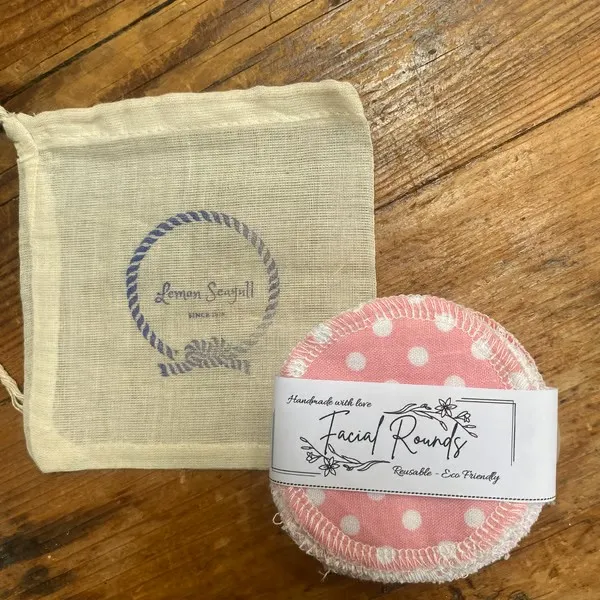 Lemon Seagull
SINCE
Handmade with love
Facial Rounds
Reusable - Eco Friendly